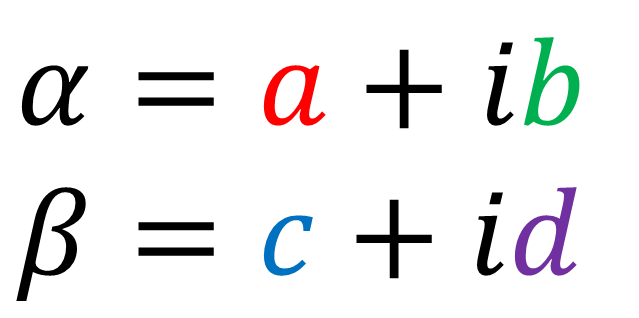 α = a + ib
β = c + id